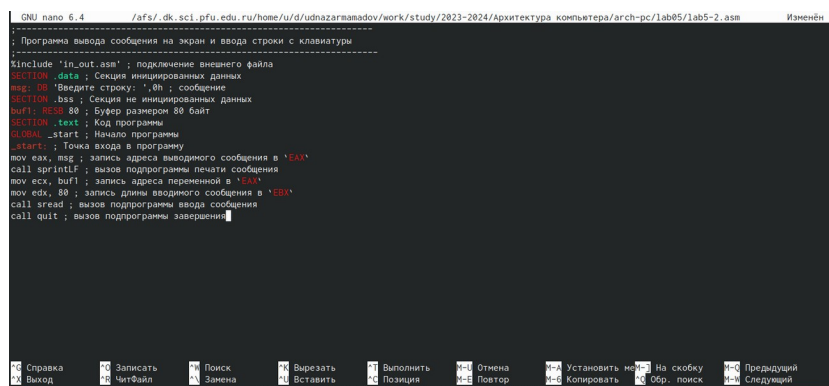 GNU nano 6.4 /afs/.dk.sci.pfu.edu.ru/home/u/d/udnazarmamadov/work/study/2023-2024/Архитектура компьютера/arch-pc/lab05/lab5-2.asm Изменён
;---------------------------------------------------------------
; Программа вывода сообщения на экран и ввода строки с клавиатуры
;---------------------------------------------------------------
%include 'in_out.asm' ; подключение внешнего файла
SECTION .data ; Секция инициированных данных
msg: DB 'Введите строку: ',0h ; сообщение
SECTION .bss ; Секция не инициированных данных
buf1: RESB 80 ; Буфер размером 80 байт
SECTION .text ; Код программы
GLOBAL _start ; Начало программы
_start: ; Точка входа в программу
mov eax, msg ; запись адреса выводимого сообщения в `EAX`
call sprintLF ; вызов подпрограммы печати сообщения
mov ecx, buf1 ; запись адреса переменной в `EAX`
mov edx, 80 ; запись длины вводимого сообщения в `EBX`
call sread ; вызов подпрограммы ввода сообщения
call quit ; вызов подпрограммы завершения
^G Справка ^O Записать ^W Поиск ^K Вырезать ^T Выполнить M-U Отмена M-A Установить ме M-] На скобку M-Q Предыдущий
^X Выход ^R ЧитФайл ^\ Замена ^U Вставить ^C Позиция M-E Повтор M-6 Копировать ^Q Обр. поиск M-W Следующий